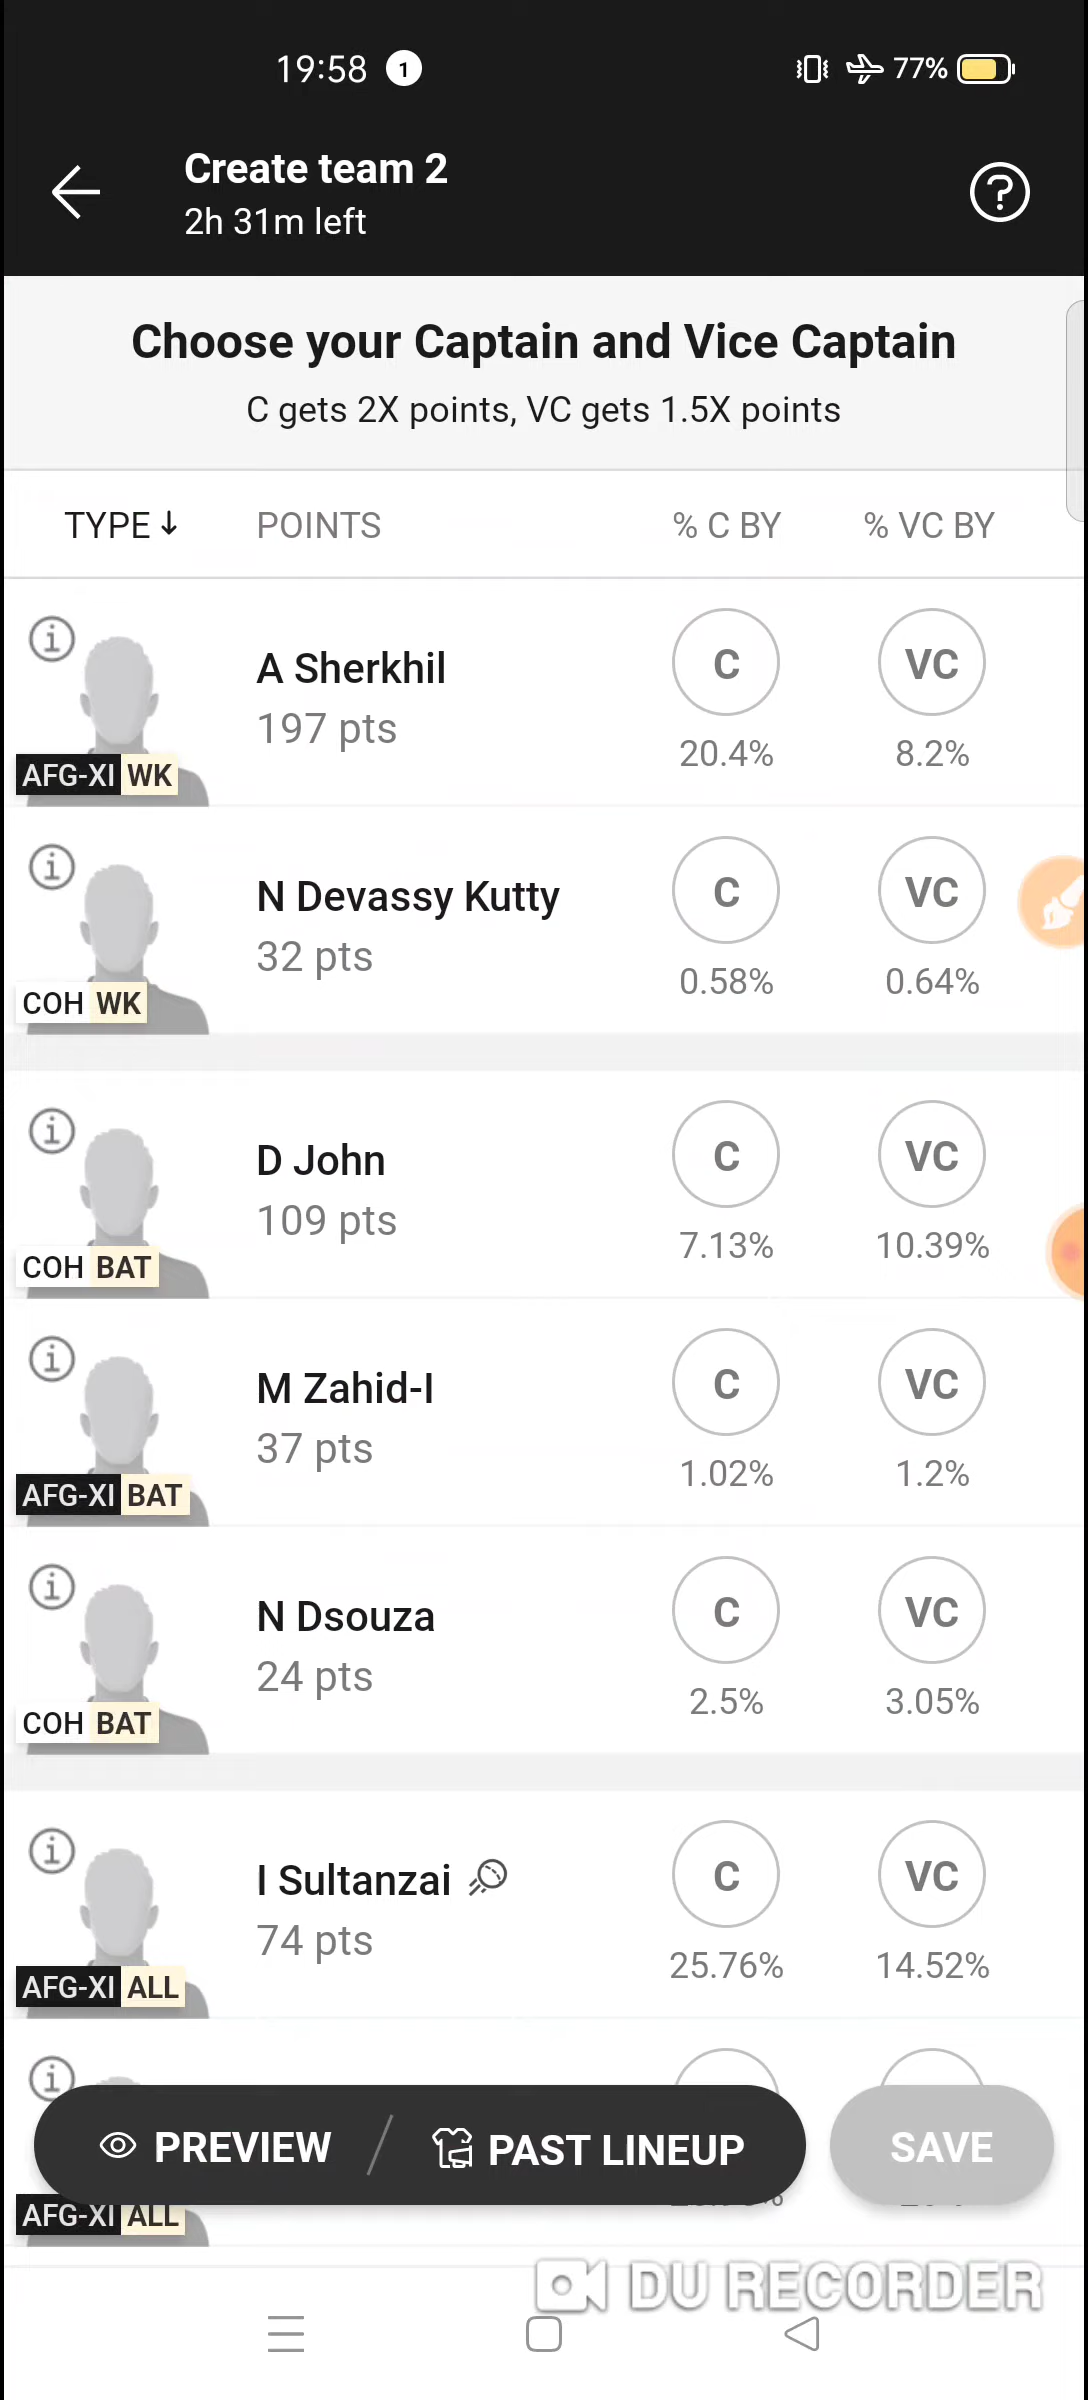 19:58 1 77%
Create team 2
2h 31m left
Choose your Captain and Vice Captain
C gets 2X points, VC gets 1.5X points
TYPE POINTS % C BY % VC BY
A Sherkhil
197 pts
AFG-XI WK
C VC
20.4% 8.2%
N Devassy Kutty
32 pts
COH WK
C VC
0.58% 0.64%
D John
109 pts
COH BAT
C VC
7.13% 10.39%
M Zahid-I
37 pts
AFG-XI BAT
C VC
1.02% 1.2%
N Dsouza
24 pts
COH BAT
C VC
2.5% 3.05%
I Sultanzai
74 pts
AFG-XI ALL
C VC
25.76% 14.52%
PREVIEW PAST LINEUP SAVE
AFG-XI ALL
DU RECORDER